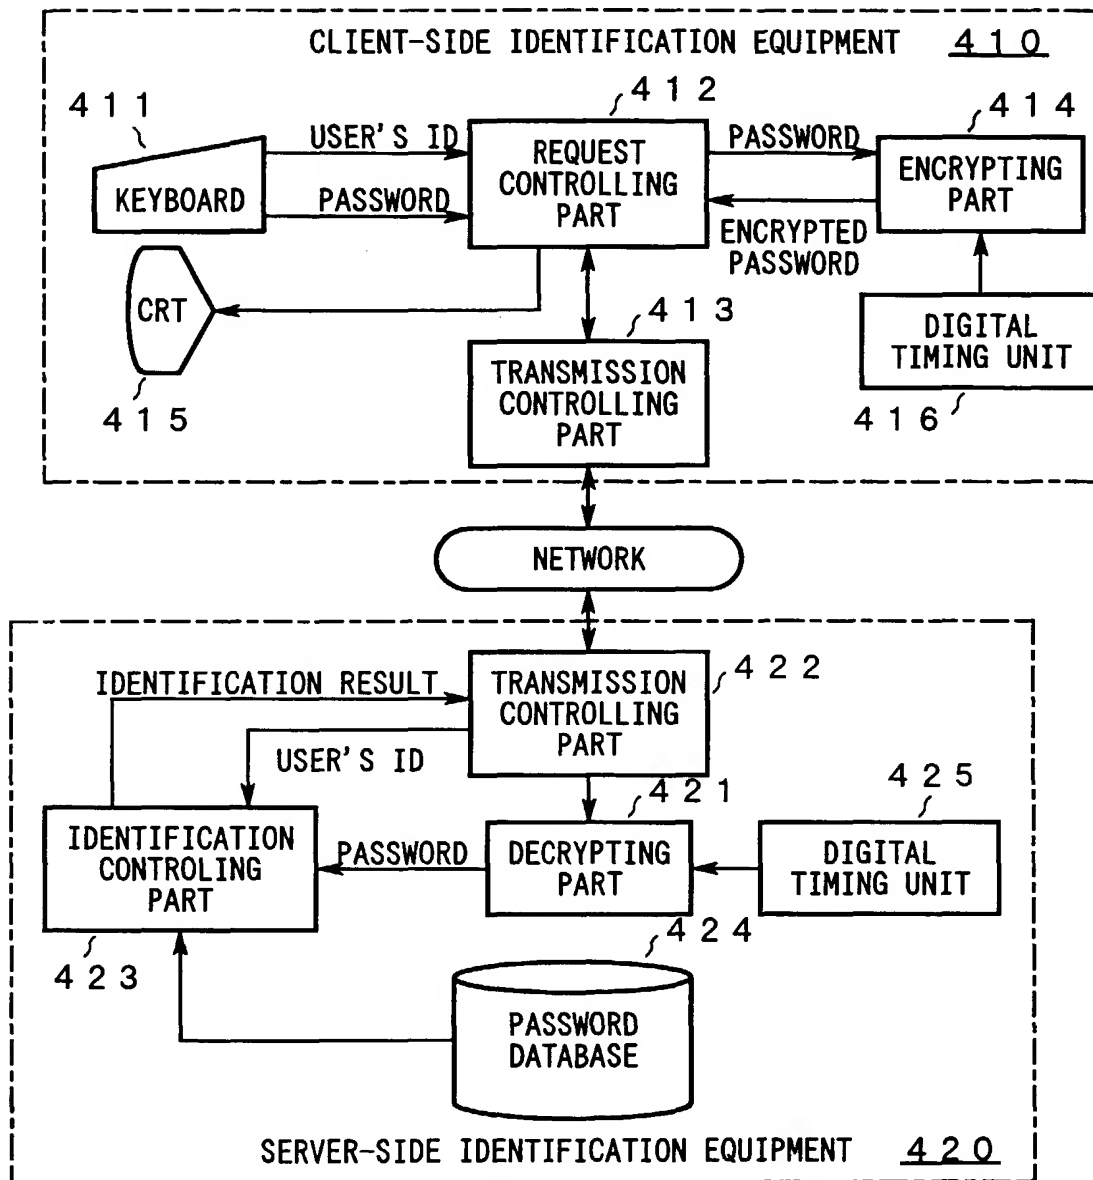 CLIENT-SIDE IDENTIFICATION EQUIPMENT 410
411
412
414
USER'S ID
PASSWORD
KEYBOARD
PASSWORD
REQUEST
CONTROLLING
PART
ENCRYPTING
PART
ENCRYPTED
PASSWORD
CRT
415
413
TRANSMISSION
CONTROLLING
PART
DIGITAL
TIMING UNIT
416
NETWORK
422
IDENTIFICATION RESULT
TRANSMISSION
CONTROLLING
PART
USER'S ID
421
425
IDENTIFICATION
CONTROLING
PART
PASSWORD
DECRYPTING
PART
DIGITAL
TIMING UNIT
423
424
PASSWORD
DATABASE
SERVER-SIDE IDENTIFICATION EQUIPMENT 420